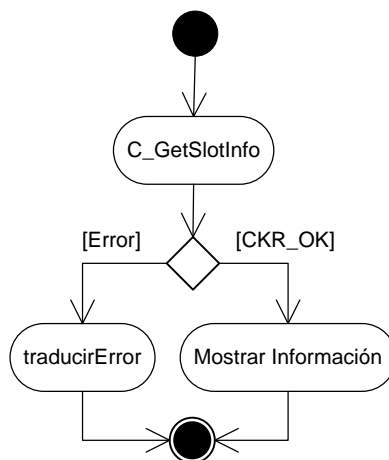 C_GetSlotInfo
[Error]
[CKR_OK]
traducirError
Mostrar Información